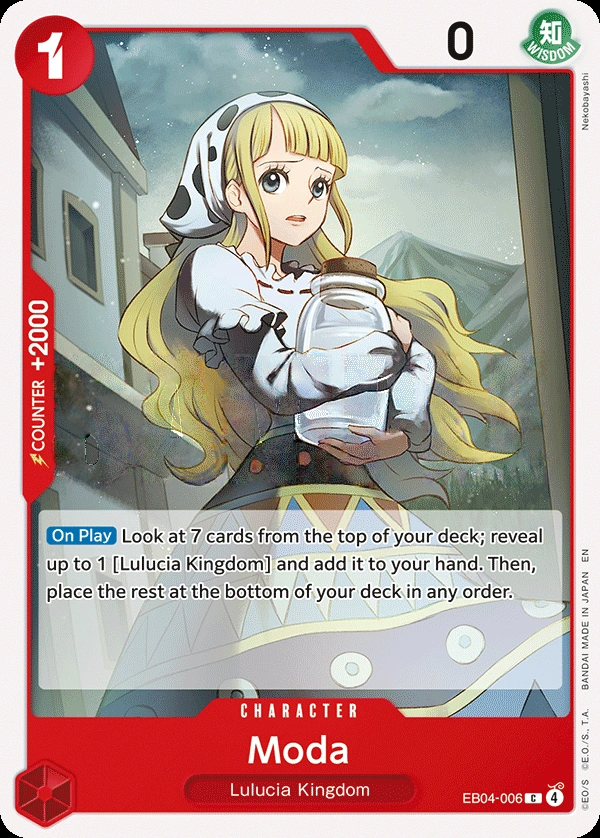 1
0
知
WISDOM
Nekobayashi
COUNTER +2000
On Play Look at 7 cards from the top of your deck; reveal
up to 1 [Lulucia Kingdom] and add it to your hand. Then,
place the rest at the bottom of your deck in any order.
CHARACTER
Moda
Lulucia Kingdom
EB04-006 C 4
©EO/S ©E.O./S., T.A. BANDAI MADE IN JAPAN EN